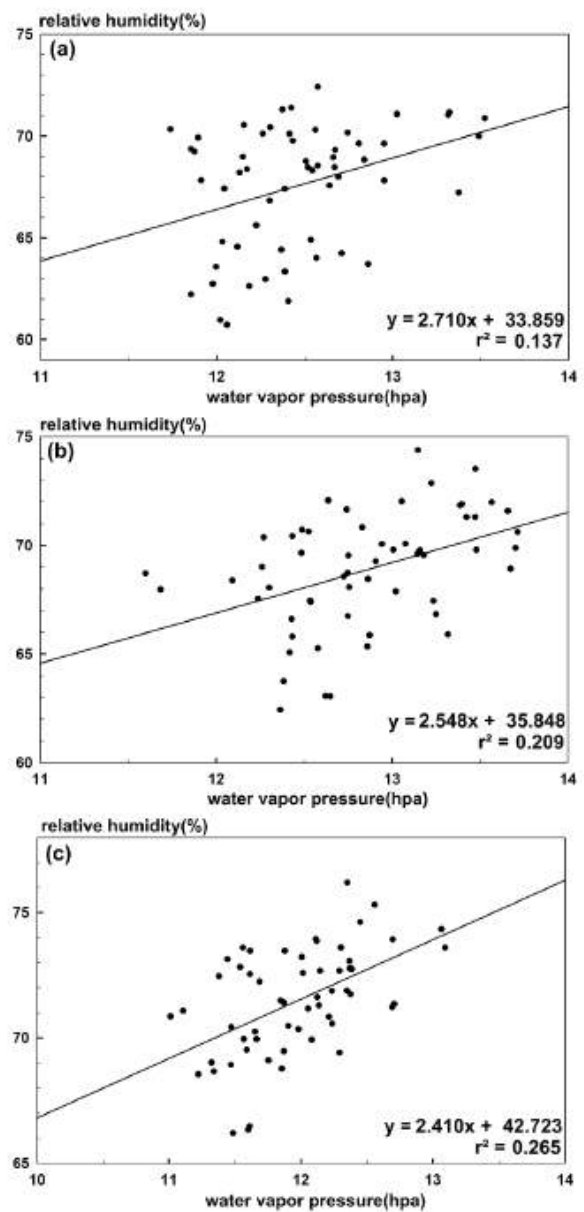 relative humidity(%)
75
(a)
70
65
y = 2.710x + 33.859
60
r² = 0.137
11 12 13 14
water vapor pressure(hpa)
relative humidity(%)
75
(b)
70
65
y = 2.548x + 35.848
r² = 0.209
60
11 12 13 14
water vapor pressure(hpa)
relative humidity(%)
(c)
75
70
y = 2.410x + 42.723
r² = 0.265
65
10 11 12 13 14
water vapor pressure(hpa)